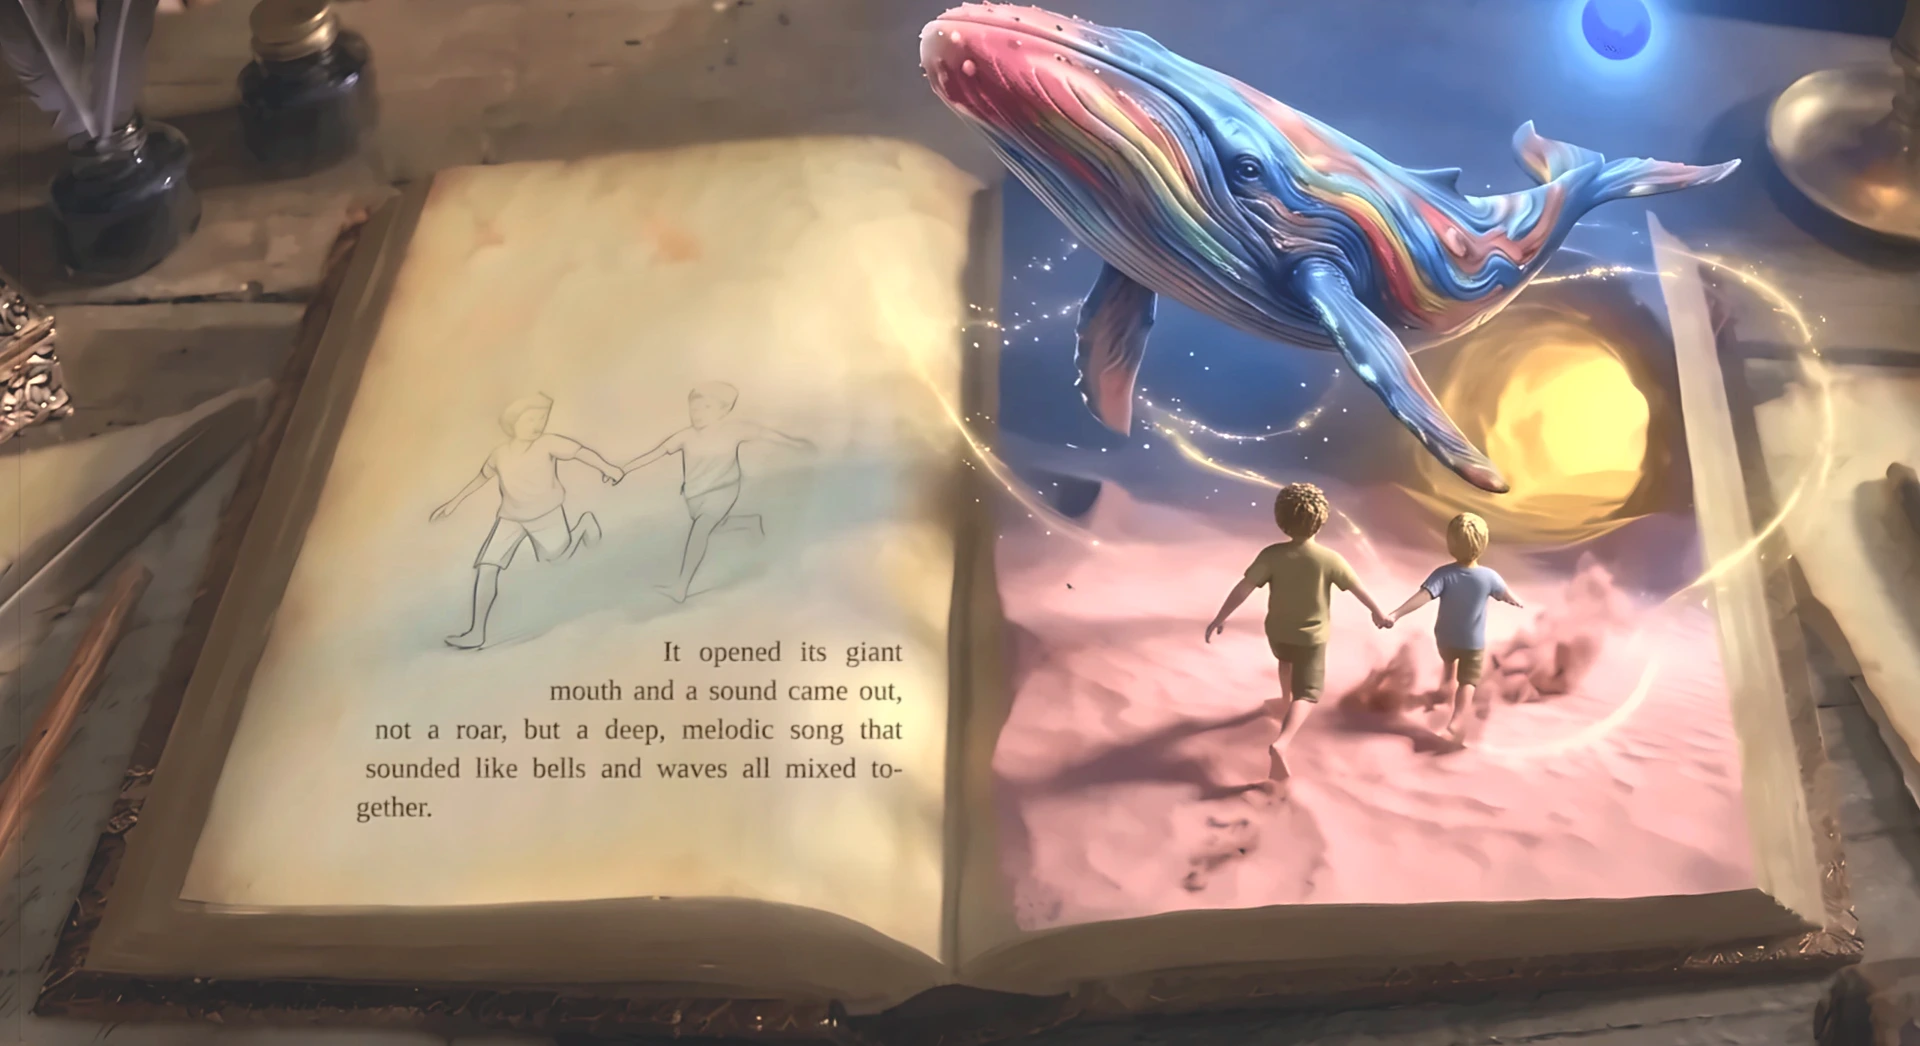 It opened its giant
mouth and a sound came out,
not a roar, but a deep, melodic song that
sounded like bells and waves all mixed to-
gether.